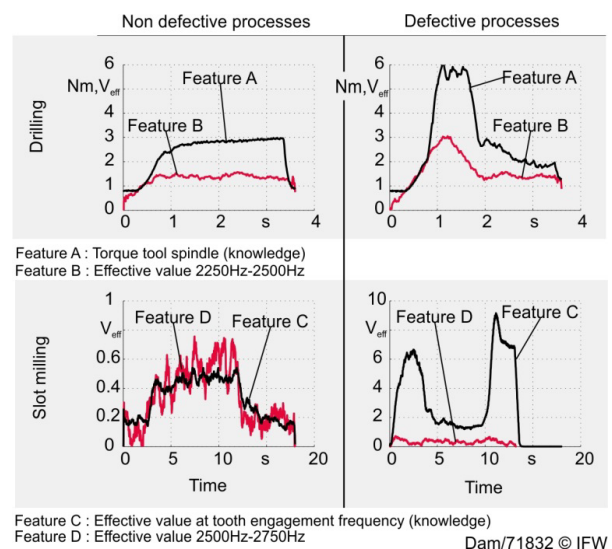 Non defective processes
Defective processes
Drilling
6
Nm,Veff
Feature A
4
Feature B
3
2
1
0
0 1 2 s 4
6
Nm,Veff
Feature A
4
3
Feature B
2
1
0
0 1 2 s 4
Feature A : Torque tool spindle (knowledge)
Feature B : Effective value 2250Hz-2500Hz
Slot milling
1
Veff
Feature D
Feature C
0.6
0.4
0.2
0
0 5 10 s 20
Time
10
Veff
Feature D
Feature C
6
4
2
0
0 5 10 s 20
Time
Feature C : Effective value at tooth engagement frequency (knowledge)
Feature D : Effective value 2500Hz-2750Hz
Dam/71832 © IFW